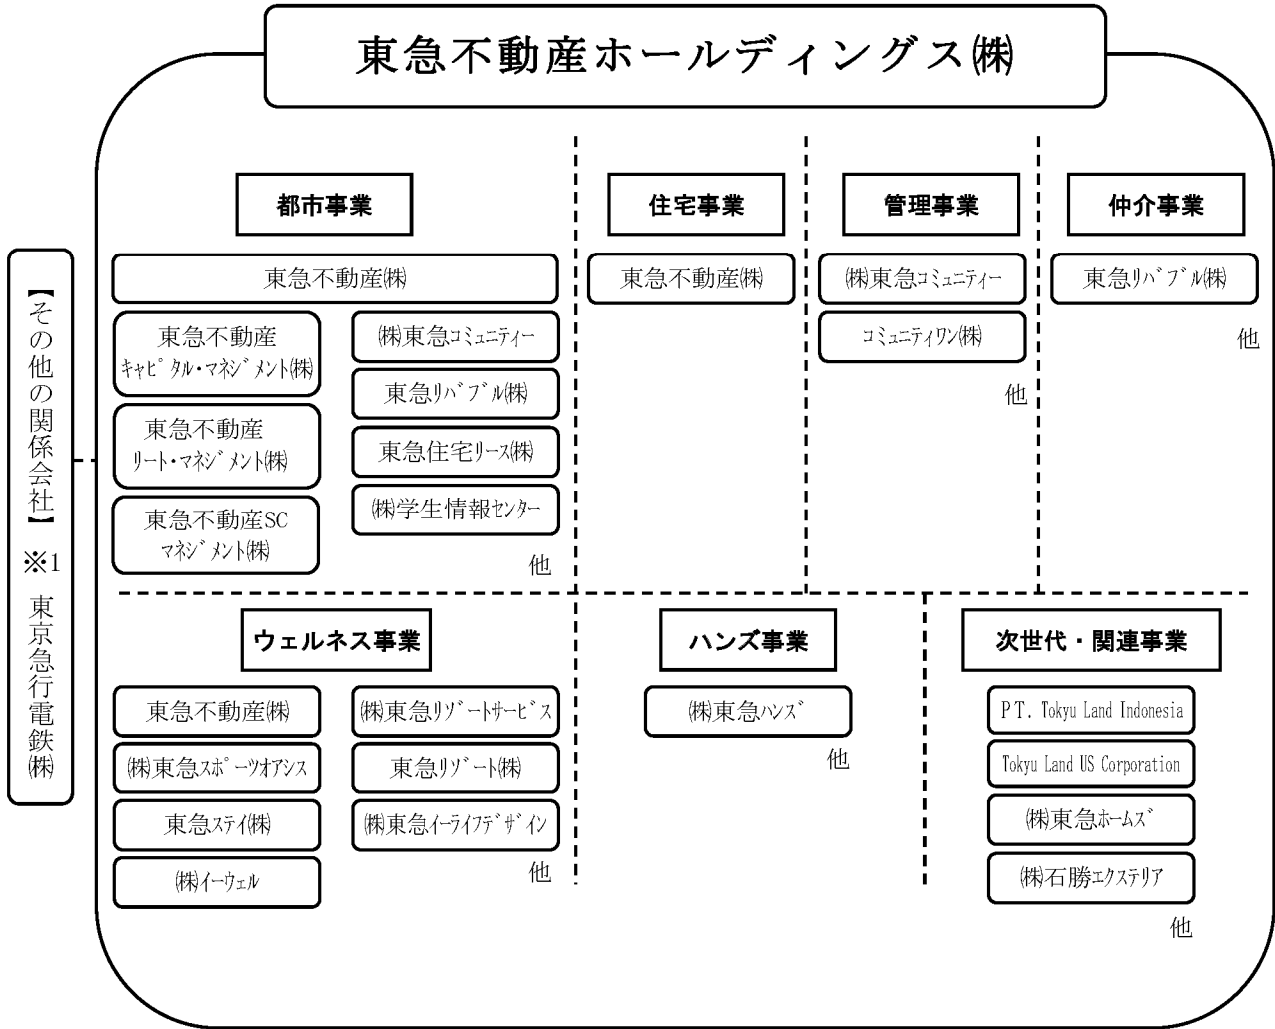 東急不動産ホールディングス㈱
【その他の関係会社】 ※1 東京急行電鉄㈱
都市事業
東急不動産㈱
東急不動産
ｷｬﾋﾟﾀﾙ・ﾏﾈｼﾞﾒﾝﾄ㈱
東急不動産
ﾘｰﾄ・ﾏﾈｼﾞﾒﾝﾄ㈱
東急不動産SC
ﾏﾈｼﾞﾒﾝﾄ㈱
㈱東急ｺﾐｭﾆﾃｨｰ
東急ﾘﾊﾞﾌﾞﾙ㈱
東急住宅ﾘｰｽ㈱
㈱学生情報ｾﾝﾀｰ
他
住宅事業
東急不動産㈱
管理事業
㈱東急ｺﾐｭﾆﾃｨｰ
ｺﾐｭﾆﾃｨﾜﾝ㈱
他
仲介事業
東急ﾘﾊﾞﾌﾞﾙ㈱
他
ウェルネス事業
東急不動産㈱
㈱東急ｽﾎﾟｰﾂｵｱｼｽ
東急ｽﾃｲ㈱
㈱ｲｰｳｪﾙ
㈱東急ﾘｿﾞｰﾄｻｰﾋﾞｽ
東急ﾘｿﾞｰﾄ㈱
㈱東急ｲｰﾗｲﾌﾃﾞｻﾞｲﾝ
他
ハンズ事業
㈱東急ﾊﾝｽﾞ
他
次世代・関連事業
PT. Tokyu Land Indonesia
Tokyu Land US Corporation
㈱東急ﾎｰﾑｽﾞ
㈱石勝ｴｸｽﾃﾘｱ
他